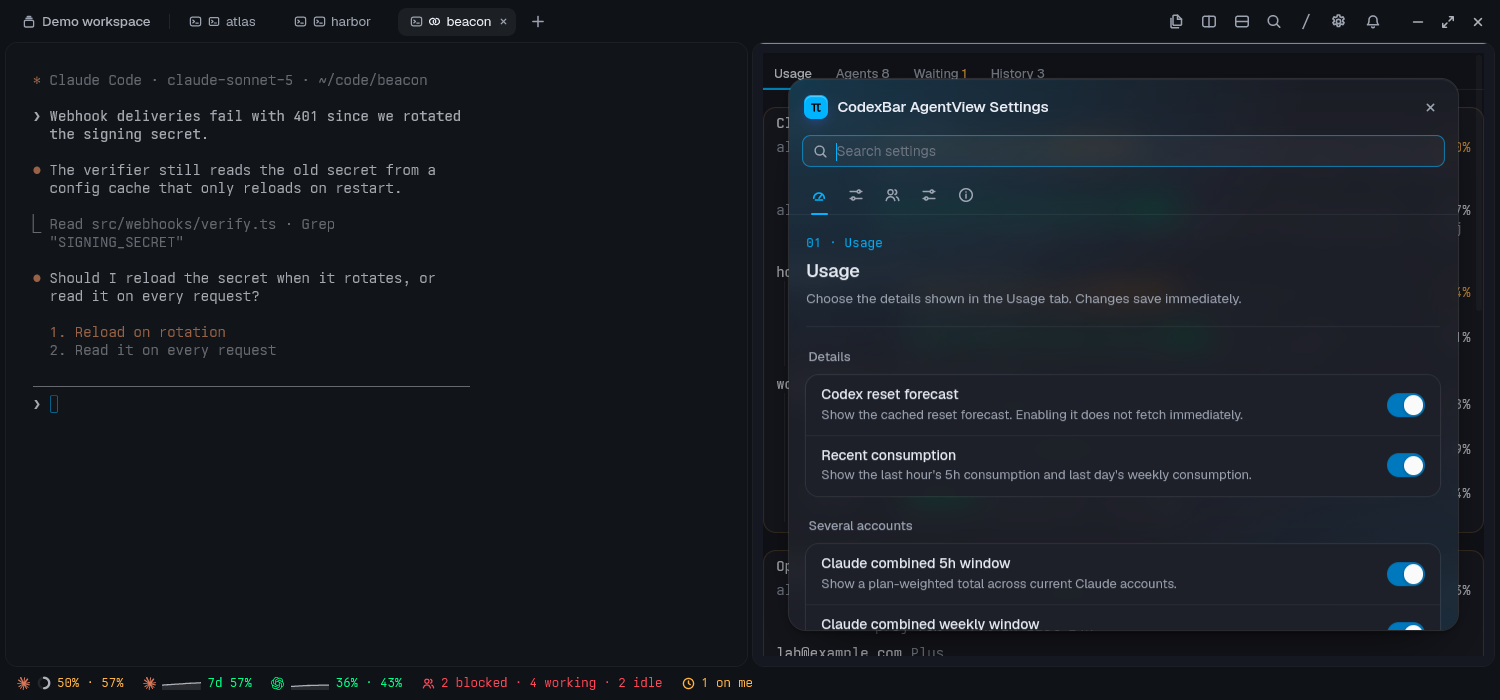 Demo workspace
atlas
harbor
beacon
* Claude Code · claude-sonnet-5 · ~/code/beacon
❯ Webhook deliveries fail with 401 since we rotated
the signing secret.
● The verifier still reads the old secret from a
config cache that only reloads on restart.
Read src/webhooks/verify.ts · Grep
"SIGNING_SECRET"
● Should I reload the secret when it rotates, or
read it on every request?
1. Reload on rotation
2. Read it on every request
❯
Usage
Agents 8
Waiting 1
History 3
π CodexBar AgentView Settings
Search settings
01 · Usage
Usage
Choose the details shown in the Usage tab. Changes save immediately.
Details
Codex reset forecast
Show the cached reset forecast. Enabling it does not fetch immediately.
Recent consumption
Show the last hour's 5h consumption and last day's weekly consumption.
Several accounts
Claude combined 5h window
Show a plan-weighted total across current Claude accounts.
Claude combined weekly window
lab@example.com Plus
50% · 57%
7d 57%
36% · 43%
2 blocked · 4 working · 2 idle
1 on me